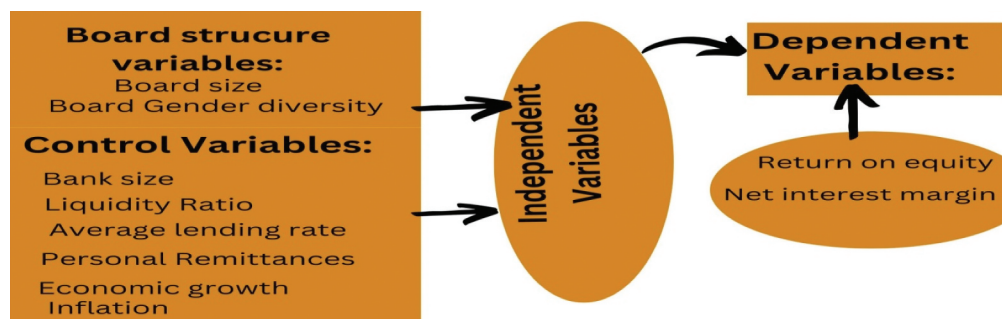 Board strucure
variables:
Board size
Board Gender diversity
Control Variables:
Bank size
Liquidity Ratio
Average lending rate
Personal Remittances
Economic growth
Inflation
Independent
Variables
Dependent
Variables:
Return on equity
Net interest margin